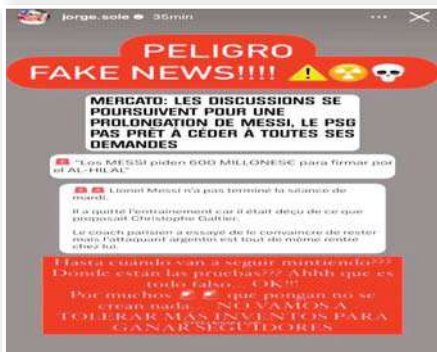 jorge.sole 35min
PELIGRO
FAKE NEWS!!!! ⚠️☢️💀
MERCATO: LES DISCUSSIONS SE
POURSUIVENT POUR UNE
PROLONGATION DE MESSI, LE PSG
PAS PRÊT À CÉDER À TOUTES SES
DEMANDES
🚨 "Los MESSI piden 600 MILLONES€ para firmar por
el AL-HILAL"
🚨🚨 Lionel Messi n'a pas terminé la séance de
mardi.
Il a quitté l'entraînement car il était déçu de ce que
proposait Christophe Galtier.
Le coach parisien a essayé de le convaincre de rester
mais l'attaquant argentin est tout de même rentré
chez lui.
Hasta cuándo van a seguir mintiendo???
Donde están las pruebas??? Ahhh que es
todo falso... OK!!!
Por muchos 🚨🚨 que pongan no se
crean nada... NO VAMOS A
TOLERAR MÁS INVENTOS PARA
GANAR SEGUIDORES